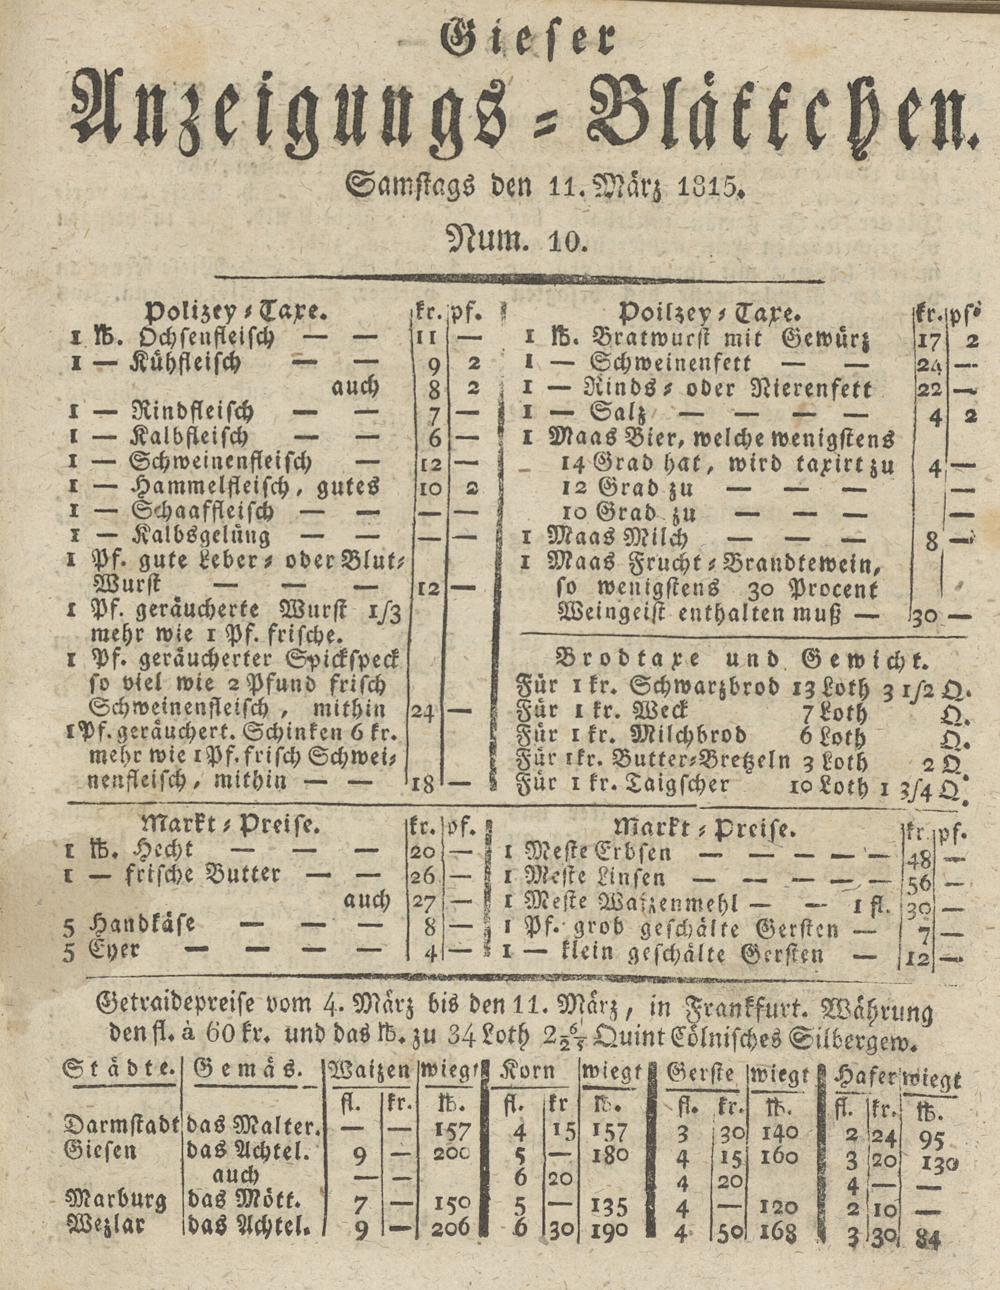 Gieser
Anzeigungs-Blättchen.
Samstags den 11. März 1815.
Num. 10.
Polizey-Taxe. kr. pf.
1 ℔. Ochsenfleisch — — 11 —
1 — Kühfleisch — — 9 2
auch 8 2
1 — Rindfleisch — — 7 —
1 — Kalbfleisch — — 6 —
1 — Schweinenfleisch — 12 —
1 — Hammelfleisch, gutes 10 2
1 — Schaaffleisch — — — —
1 — Kalbsgelüng — — — —
1 Pf. gute Leber- oder Blut-
Wurst — — — 12 —
1 Pf. geräucherte Wurst 1/3
mehr wie 1 Pf. frische.
1 Pf. geräucherter Spickspeck
so viel wie 2 Pfund frisch
Schweinenfleisch, mithin 24 —
1 Pf. geräuchert. Schinken 6 kr.
mehr wie 1 Pf. frisch Schwei-
nenfleisch, mithin — — 18 —
Poilzey-Taxe. kr. pf.
1 ℔. Bratwurst mit Gewürz 17 2
1 — Schweinenfett — — 24 —
1 — Rinds- oder Nierenfett 22 —
1 — Salz — — — — 4 2
1 Maas Bier, welche wenigstens
14 Grad hat, wird taxirt zu 4 —
12 Grad zu — — — —
10 Grad zu — — — —
1 Maas Milch — — — 8 —
1 Maas Frucht-Brandtewein,
so wenigstens 30 Procent
Weingeist enthalten muß — 30 —
Brodtaxe und Gewicht.
Für 1 kr. Schwarzbrod 13 Loth 3 1/2 Q.
Für 1 kr. Weck 7 Loth Q.
Für 1 kr. Milchbrod 6 Loth Q.
Für 1kr. Butter-Bretzeln 3 Loth 2 Q.
Für 1 kr. Taigscher 10 Loth 1 3/4 Q.
Markt-Preise. kr. pf.
1 ℔. Hecht — — — 20 —
1 — frische Butter — — 26 —
auch 27 —
5 Handkäse — — — 8 —
5 Eyer — — — — 4 —
Markt-Preise. kr. pf.
1 Meste Erbsen — — — — — 48 —
1 Meste Linsen — — — — — 56 —
1 Meste Waizenmehl — — 1 fl. 30 —
1 Pf. grob geschälte Gersten — 7 —
1 — klein geschälte Gersten — 12 —
Getraidepreise vom 4. März bis den 11. März, in Frankfurt. Währung
den fl. à 60 kr. und das ℔. zu 34 Loth 2 Quint Cölnisches Silbergew.
Städte. Gemäs. Waizen wiegt Korn wiegt Gerste wiegt Hafer wiegt
fl. kr. ℔. fl. kr ℔. fl. kr. ℔. fl. kr. ℔.
Darmstadt das Malter. — — 157 4 15 157 3 30 140 2 24 95
Giesen das Achtel. 9 — 200 5 — 180 4 15 160 3 20 130
auch — — 6 20 4 20 4 — —
Marburg das Mött. 7 — 150 5 — 135 4 — 120 2 10 —
Wezlar das Achtel. 9 — 206 6 30 190 4 50 168 3 30 84